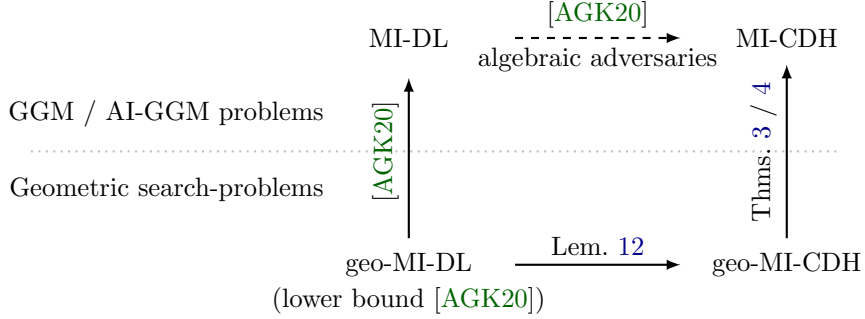 [AGK20]
MI-DL
MI-CDH
algebraic adversaries
GGM / AI-GGM problems
[AGK20]
Thms. 3 / 4
Geometric search-problems
Lem. 12
geo-MI-DL
geo-MI-CDH
(lower bound [AGK20])